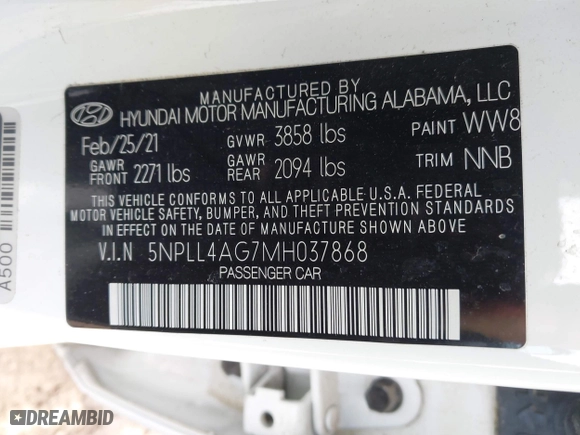 MANUFACTURED BY
HYUNDAI MOTOR MANUFACTURING ALABAMA, LLC
Feb/25/21 GVWR 3858 lbs PAINT WW8
GAWR FRONT 2271 lbs GAWR REAR 2094 lbs TRIM NNB
THIS VEHICLE CONFORMS TO ALL APPLICABLE U.S.A. FEDERAL
MOTOR VEHICLE SAFETY, BUMPER, AND THEFT PREVENTION STANDARDS
IN EFFECT ON THE DATE OF MANUFACTURE SHOWN ABOVE.
V.I.N 5NPLL4AG7MH037868
PASSENGER CAR
A500
DREAMBID